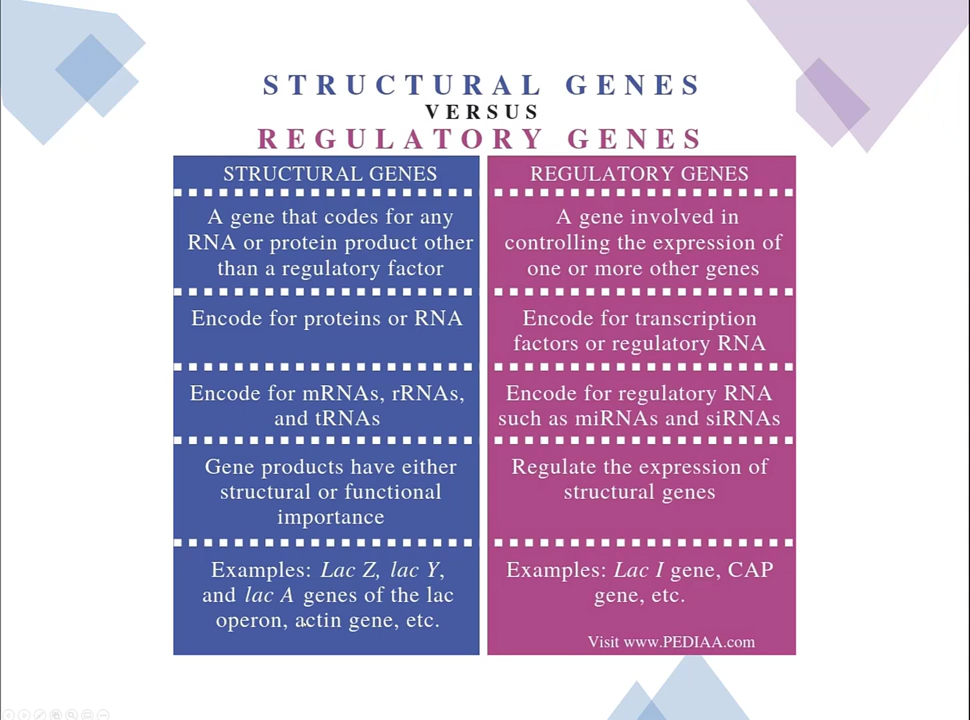 STRUCTURAL GENES
VERSUS
REGULATORY GENES
STRUCTURAL GENES
A gene that codes for any
RNA or protein product other
than a regulatory factor
Encode for proteins or RNA
Encode for mRNAs, rRNAs,
and tRNAs
Gene products have either
structural or functional
importance
Examples: Lac Z, lac Y,
and lac A genes of the lac
operon, actin gene, etc.
REGULATORY GENES
A gene involved in
controlling the expression of
one or more other genes
Encode for transcription
factors or regulatory RNA
Encode for regulatory RNA
such as miRNAs and siRNAs
Regulate the expression of
structural genes
Examples: Lac I gene, CAP
gene, etc.
Visit www.PEDIAA.com